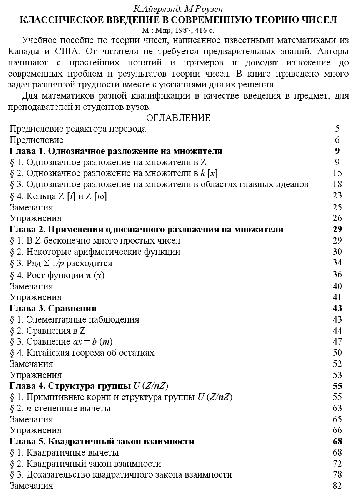 К.Айерлэнд, М.Роузен
КЛАССИЧЕСКОЕ ВВЕДЕНИЕ В СОВРЕМЕННУЮ ТЕОРИЮ ЧИСЕЛ
М.: Мир, 1987, 416 с.
Учебное пособие по теории чисел, написанное известными математиками из
Канады и США. От читателя не требуется предварительных знаний. Авторы
начинают с простейших понятий и примеров и доводят изложение до
современных проблем и результатов теории чисел. В книге приведено много
задач различной трудности вместе с указаниями для их решения.
Для математиков разной квалификации в качестве введения в предмет, для
преподавателей и студентов вузов.
ОГЛАВЛЕНИЕ
Предисловие редактора перевода 5
Предисловие 6
Глава 1. Однозначное разложение на множители 9
§ 1. Однозначное разложение на множители в Z 9
§ 2. Однозначное разложение на множители в k [x] 15
§ 3. Однозначное разложение на множители в областях главных идеалов 18
§ 4. Кольца Z [i] и Z [ω] 23
Замечания 25
Упражнения 26
Глава 2. Применения однозначного разложения на множители 29
§ 1. В Z бесконечно много простых чисел 29
§ 2. Некоторые арифметические функции 30
§ 3. Ряд Σ 1/p расходится 34
§ 4. Рост функции π (x) 36
Замечания 40
Упражнения 41
Глава 3. Сравнения 43
§ 1. Элементарные наблюдения 43
§ 2. Сравнения в Z 44
§ 3. Сравнение ax ≡ b (m) 47
§ 4. Китайская теорема об остатках 50
Замечания 52
Упражнения 53
Глава 4. Структура группы U (Z/nZ) 55
§ 1. Примитивные корни и структура группы U (Z/nZ) 55
§ 2. n-степенные вычеты 63
Замечания 65
Упражнения 66
Глава 5. Квадратичный закон взаимности 68
§ 1. Квадратичные вычеты 68
§ 2. Квадратичный закон взаимности 72
§ 3. Доказательство квадратичного закона взаимности 78
Замечания 82